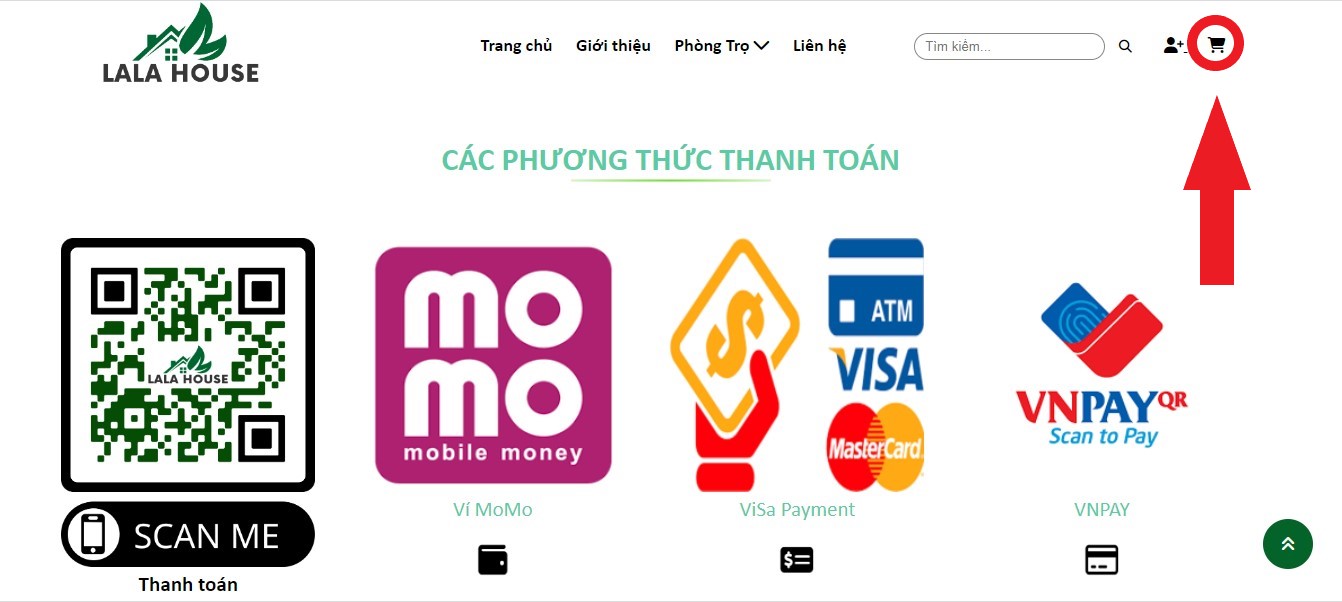 LALA HOUSE
Trang chủ Giới thiệu Phòng Trọ Liên hệ Tìm kiếm...
CÁC PHƯƠNG THỨC THANH TOÁN
LALA HOUSE
SCAN ME
Thanh toán
mo
mo
mobile money
Ví MoMo
$
ATM
VISA
MasterCard
ViSa Payment
VNPAYQR
Scan to Pay
VNPAY